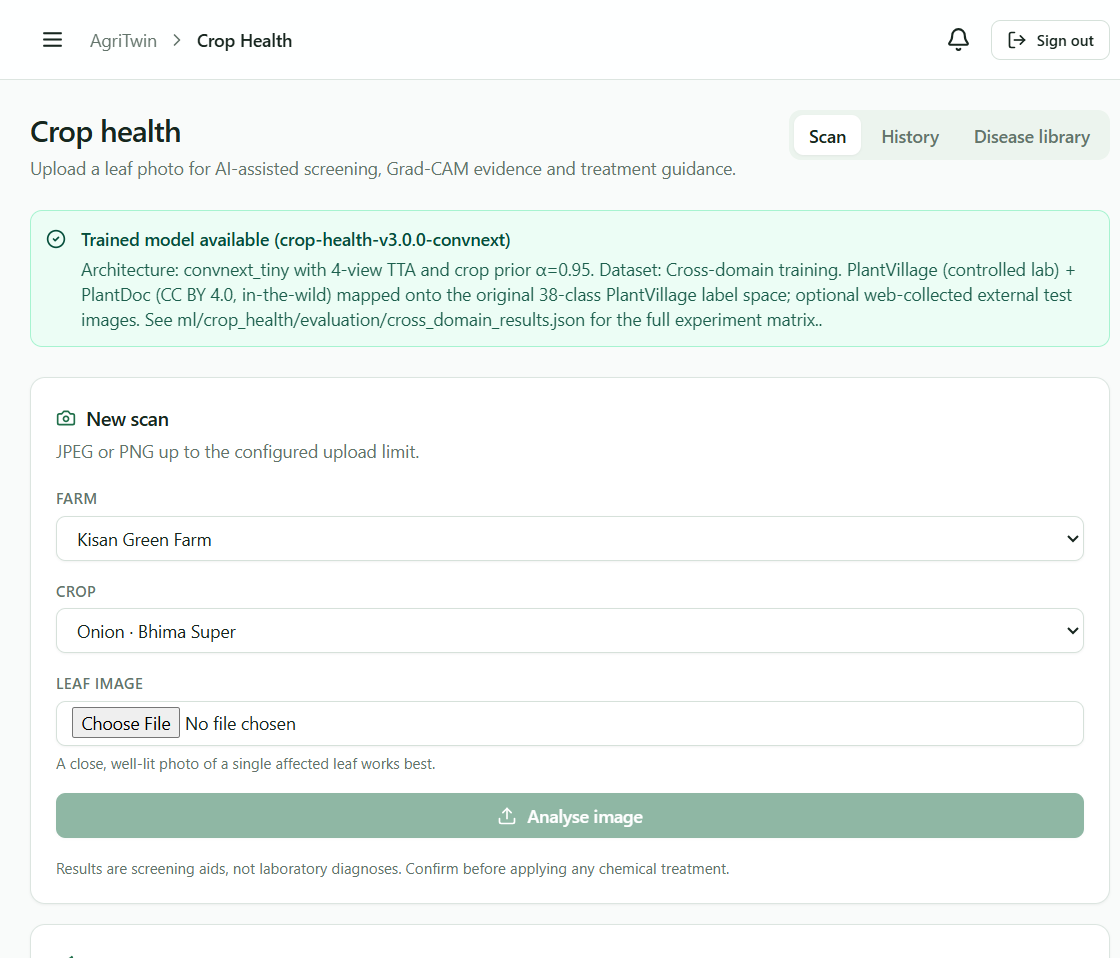 AgriTwin > Crop Health
Sign out
Crop health
Scan
History
Disease library
Upload a leaf photo for AI-assisted screening, Grad-CAM evidence and treatment guidance.
Trained model available (crop-health-v3.0.0-convnext)
Architecture: convnext_tiny with 4-view TTA and crop prior α=0.95. Dataset: Cross-domain training. PlantVillage (controlled lab) +
PlantDoc (CC BY 4.0, in-the-wild) mapped onto the original 38-class PlantVillage label space; optional web-collected external test
images. See ml/crop_health/evaluation/cross_domain_results.json for the full experiment matrix..
New scan
JPEG or PNG up to the configured upload limit.
FARM
Kisan Green Farm
CROP
Onion · Bhima Super
LEAF IMAGE
Choose File No file chosen
A close, well-lit photo of a single affected leaf works best.
Analyse image
Results are screening aids, not laboratory diagnoses. Confirm before applying any chemical treatment.